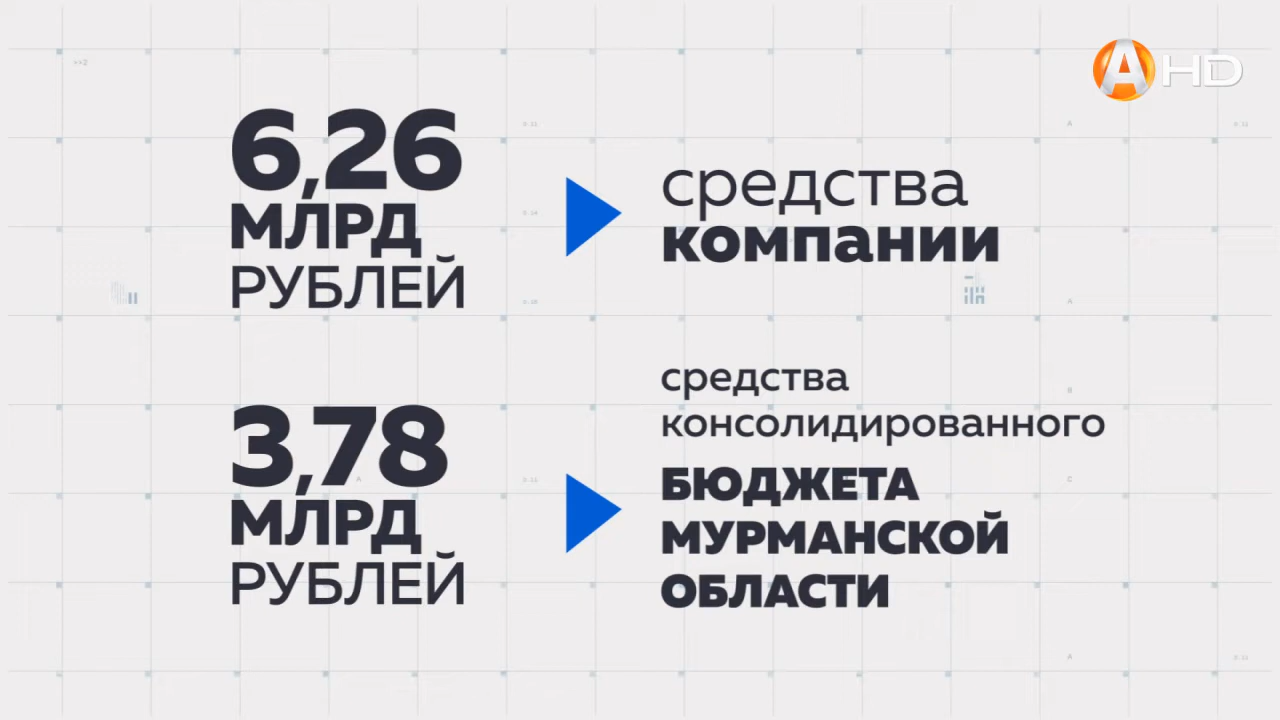 А HD
6,26
МЛРД
РУБЛЕЙ
средства
компании
3,78
МЛРД
РУБЛЕЙ
средства
консолидированного
БЮДЖЕТА
МУРМАНСКОЙ
ОБЛАСТИ